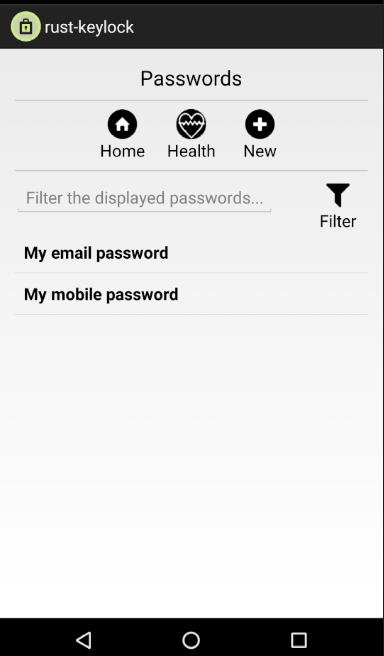 rust-keylock
Passwords
Home Health New
Filter the displayed passwords...
Filter
My email password
My mobile password